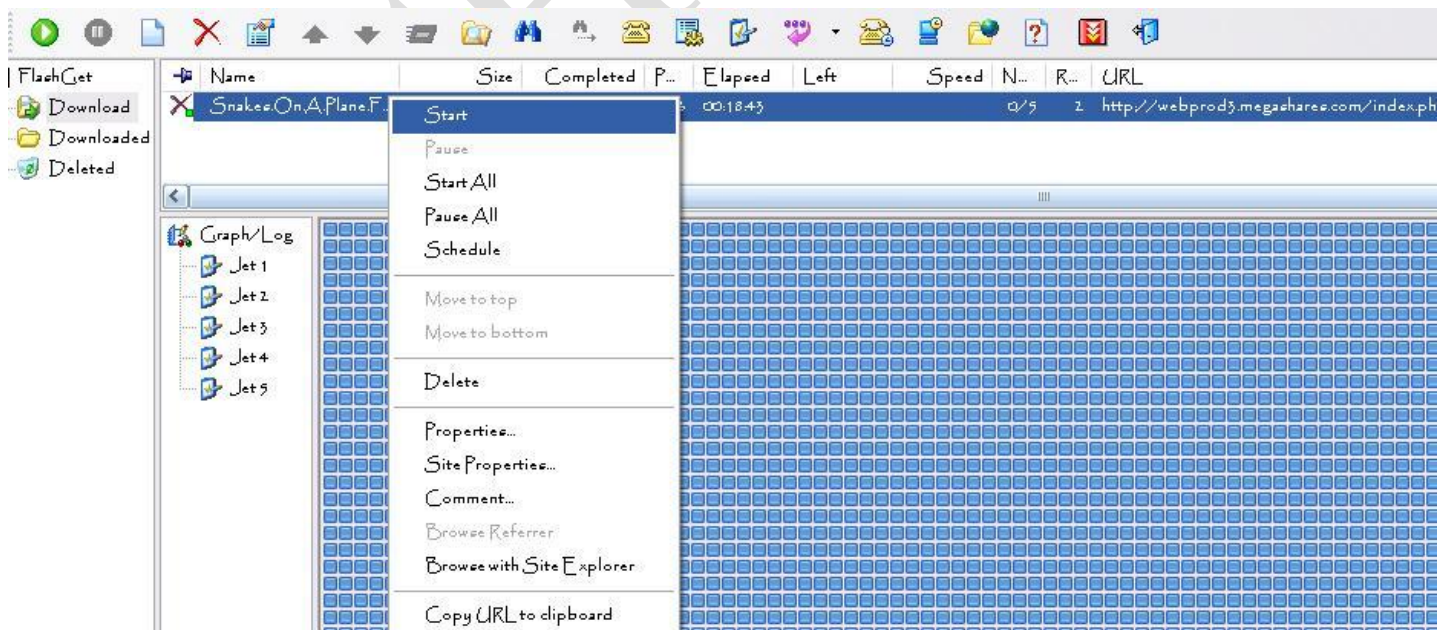 FlashGet
Name Size Completed P... Elapsed Left Speed N... R... URL
Download
Snakes.On.A.Plane.F... 00:18:43 0/5 2 http://webprod3.megashares.com/index.ph
Downloaded
Deleted
Start
Pause
Start All
Pause All
Schedule
Move to top
Move to bottom
Delete
Properties...
Site Properties...
Comment...
Browse Referrer
Browse with Site Explorer
Copy URL to clipboard
Graph/Log
Jet 1
Jet 2
Jet 3
Jet 4
Jet 5